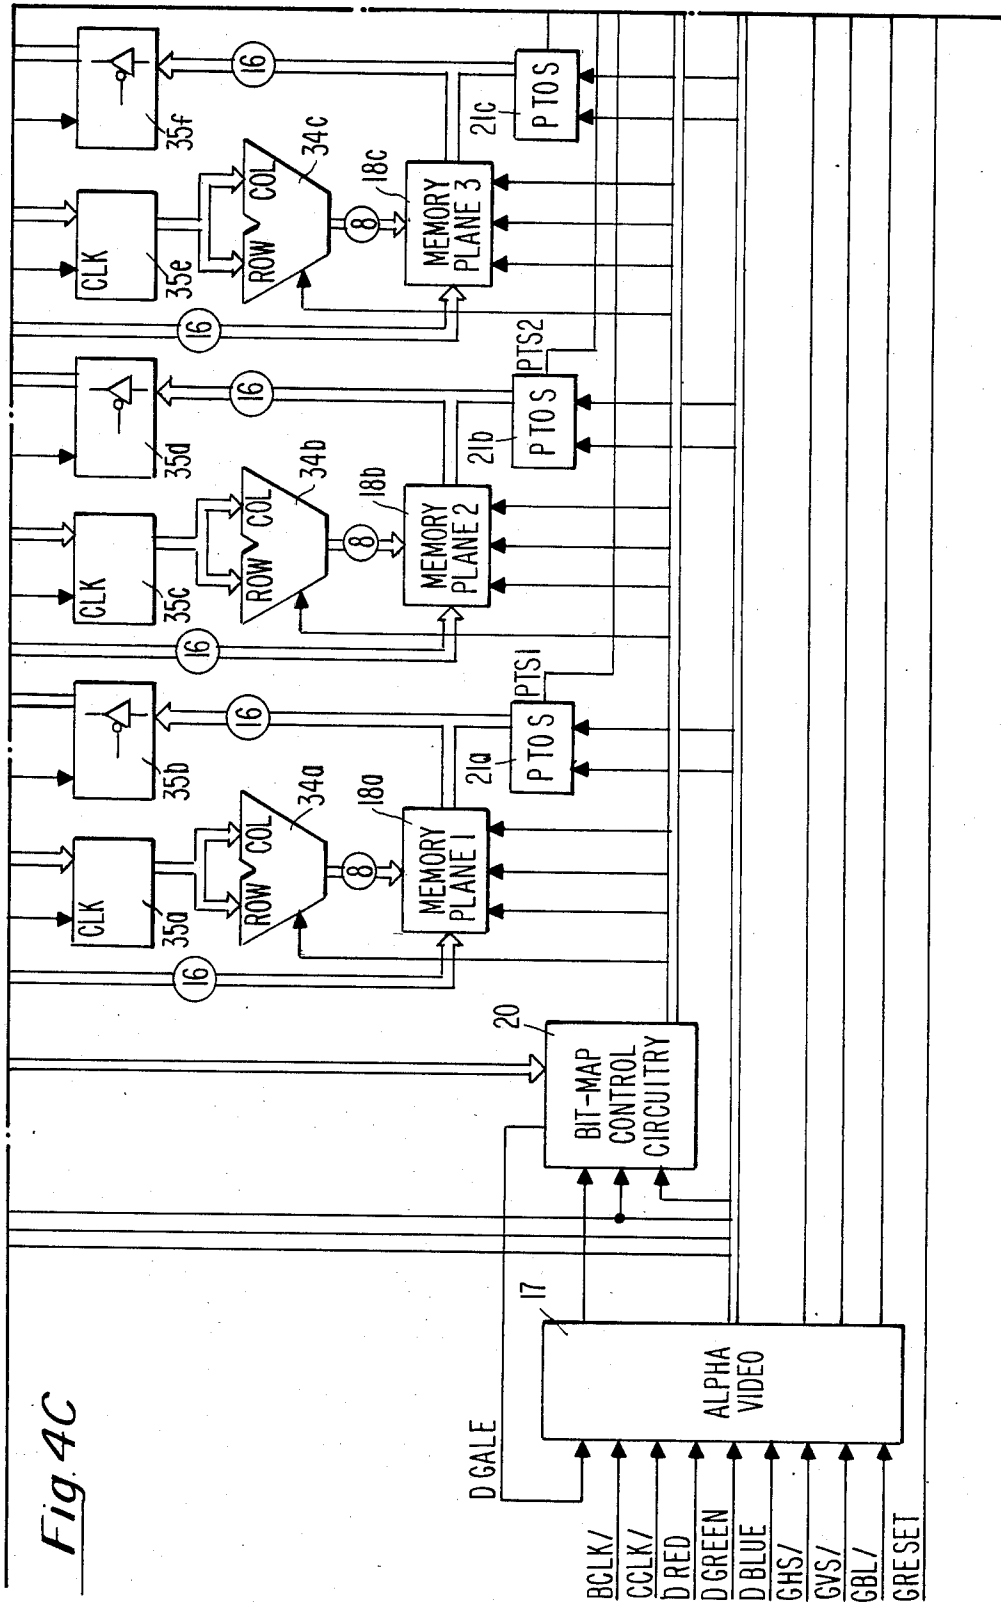 Fig. 4C
CLK
35a
35b
CLK
35c
35d
CLK
35e
35f
16
16
16
16
16
16
ROW COL
34a
ROW COL
34b
ROW COL
34c
8
8
8
MEMORY
PLANE 1
18a
MEMORY
PLANE 2
18b
MEMORY
PLANE 3
18c
21a
P TO S
PTS1
21b
P TO S
PTS2
21c
P TO S
20
BIT-MAP
CONTROL
CIRCUITRY
17
ALPHA
VIDEO
D GALE
BCLK/
CCLK/
D RED
D GREEN
D BLUE
GHS/
GVS/
GBL/
GRESET